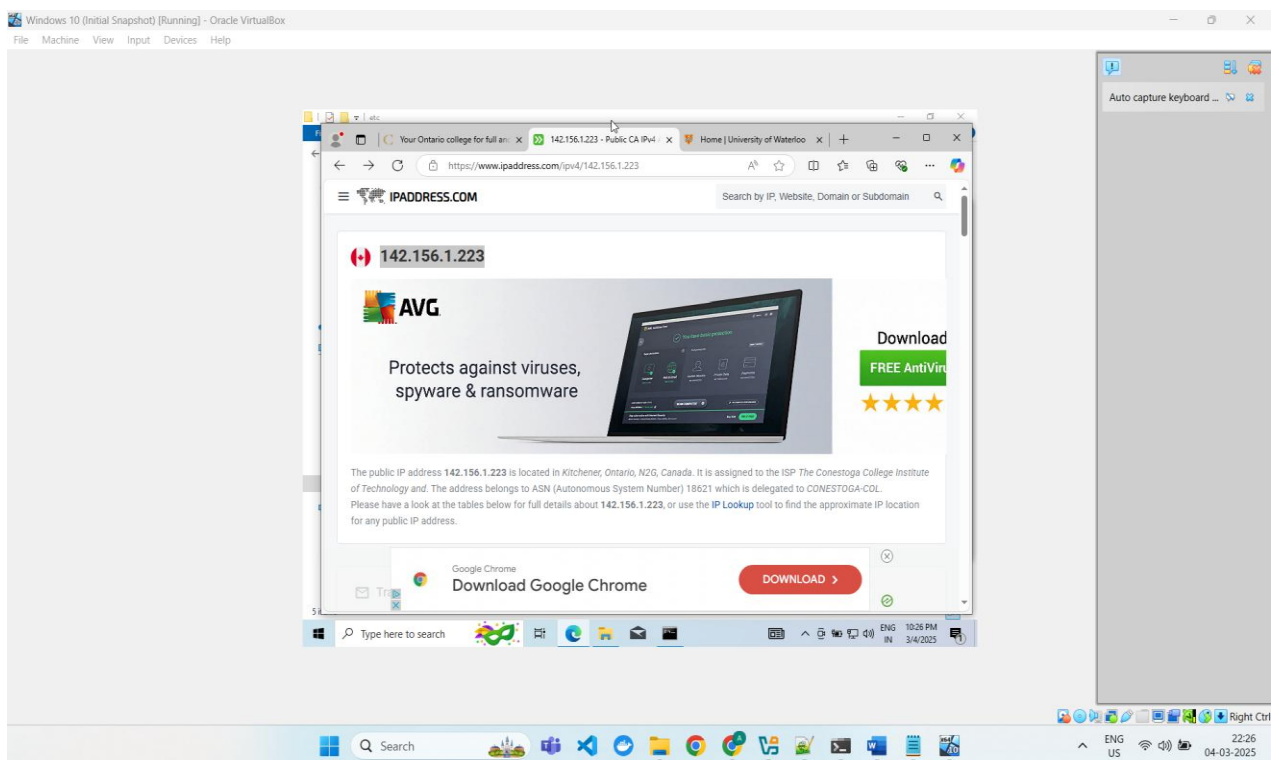 Windows 10 (Initial Snapshot) [Running] - Oracle VirtualBox
File Machine View Input Devices Help
Auto capture keyboard ...
etc
Your Ontario college for full an
142.156.1.223 - Public CA IPv4
Home | University of Waterloo
https://www.ipaddress.com/ipv4/142.156.1.223
IPADDRESS.COM
Search by IP, Website, Domain or Subdomain
142.156.1.223
AVG
Protects against viruses,
spyware & ransomware
Download
FREE AntiViru
The public IP address 142.156.1.223 is located in Kitchener, Ontario, N2G, Canada. It is assigned to the ISP The Conestoga College Institute
of Technology and. The address belongs to ASN (Autonomous System Number) 18621 which is delegated to CONESTOGA-COL.
Please have a look at the tables below for full details about 142.156.1.223, or use the IP Lookup tool to find the approximate IP location
for any public IP address.
Google Chrome
Download Google Chrome
DOWNLOAD
Type here to search
ENG
IN
10:26 PM
3/4/2025
Right Ctrl
Search
ENG
US
22:26
04-03-2025